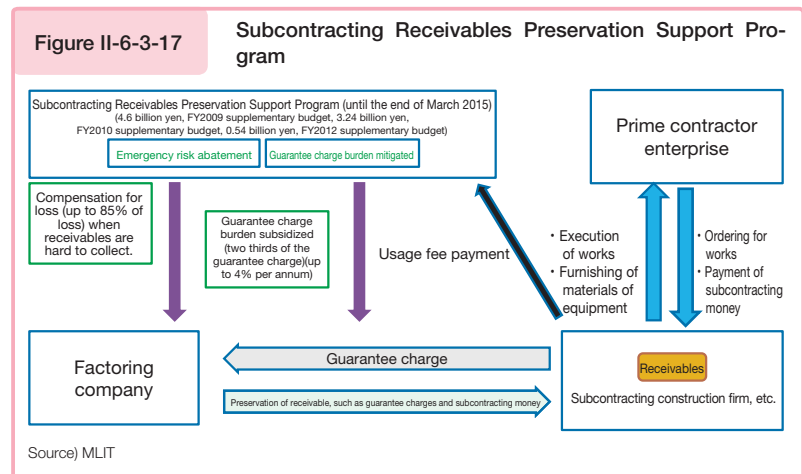 Figure II-6-3-17
Subcontracting Receivables Preservation Support Pro-
gram
Subcontracting Receivables Preservation Support Program (until the end of March 2015)
(4.6 billion yen, FY2009 supplementary budget, 3.24 billion yen,
FY2010 supplementary budget, 0.54 billion yen, FY2012 supplementary budget)
Emergency risk abatement
Guarantee charge burden mitigated
Prime contractor
enterprise
Compensation for
loss (up to 85% of
loss) when
receivables are
hard to collect.
Guarantee charge
burden subsidized
(two thirds of the
guarantee charge)(up
to 4% per annum)
Usage fee payment
• Execution
of works
• Furnishing of
materials of
equipment
• Ordering for
works
• Payment of
subcontracting
money
Factoring
company
Guarantee charge
Preservation of receivable, such as guarantee charges and subcontracting money
Receivables
Subcontracting construction firm, etc.
Source) MLIT